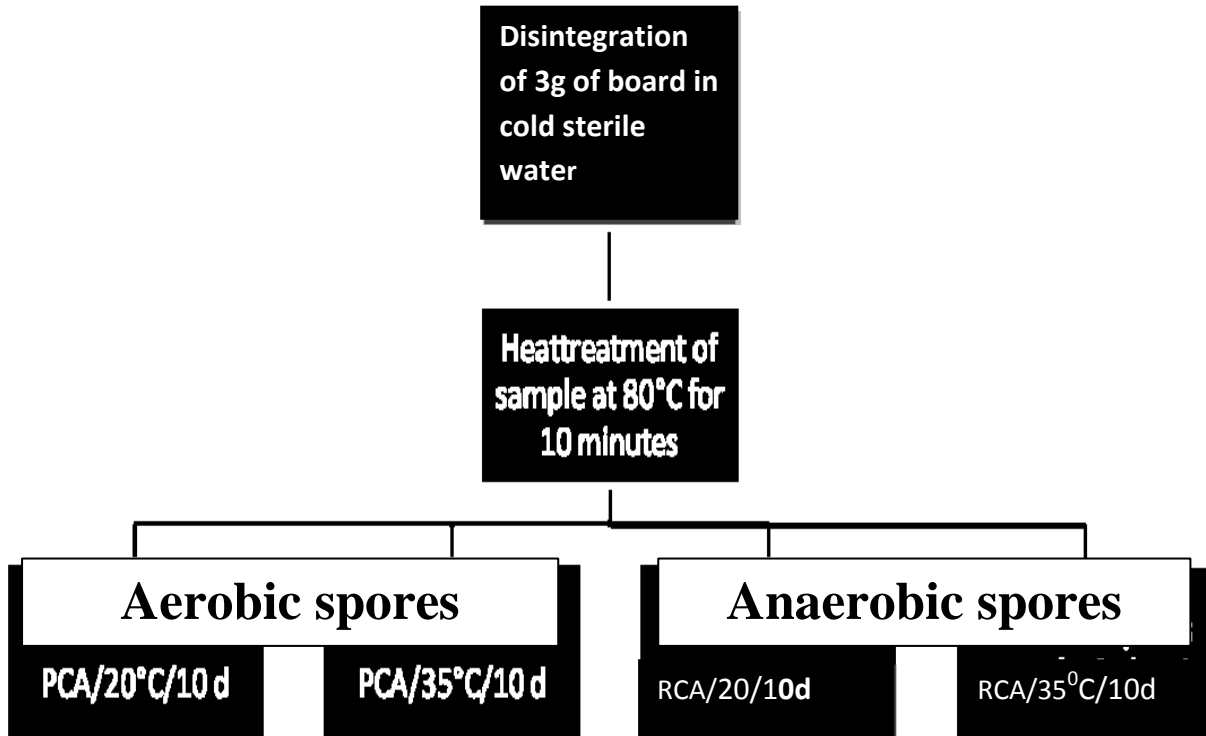 Disintegration
of 3g of board in
cold sterile
water
Heattreatment of
sample at 80°C for
10 minutes
Aerobic spores
Anaerobic spores
PCA/20°C/10 d
PCA/35°C/10 d
RCA/20/10d
RCA/35⁰C/10d